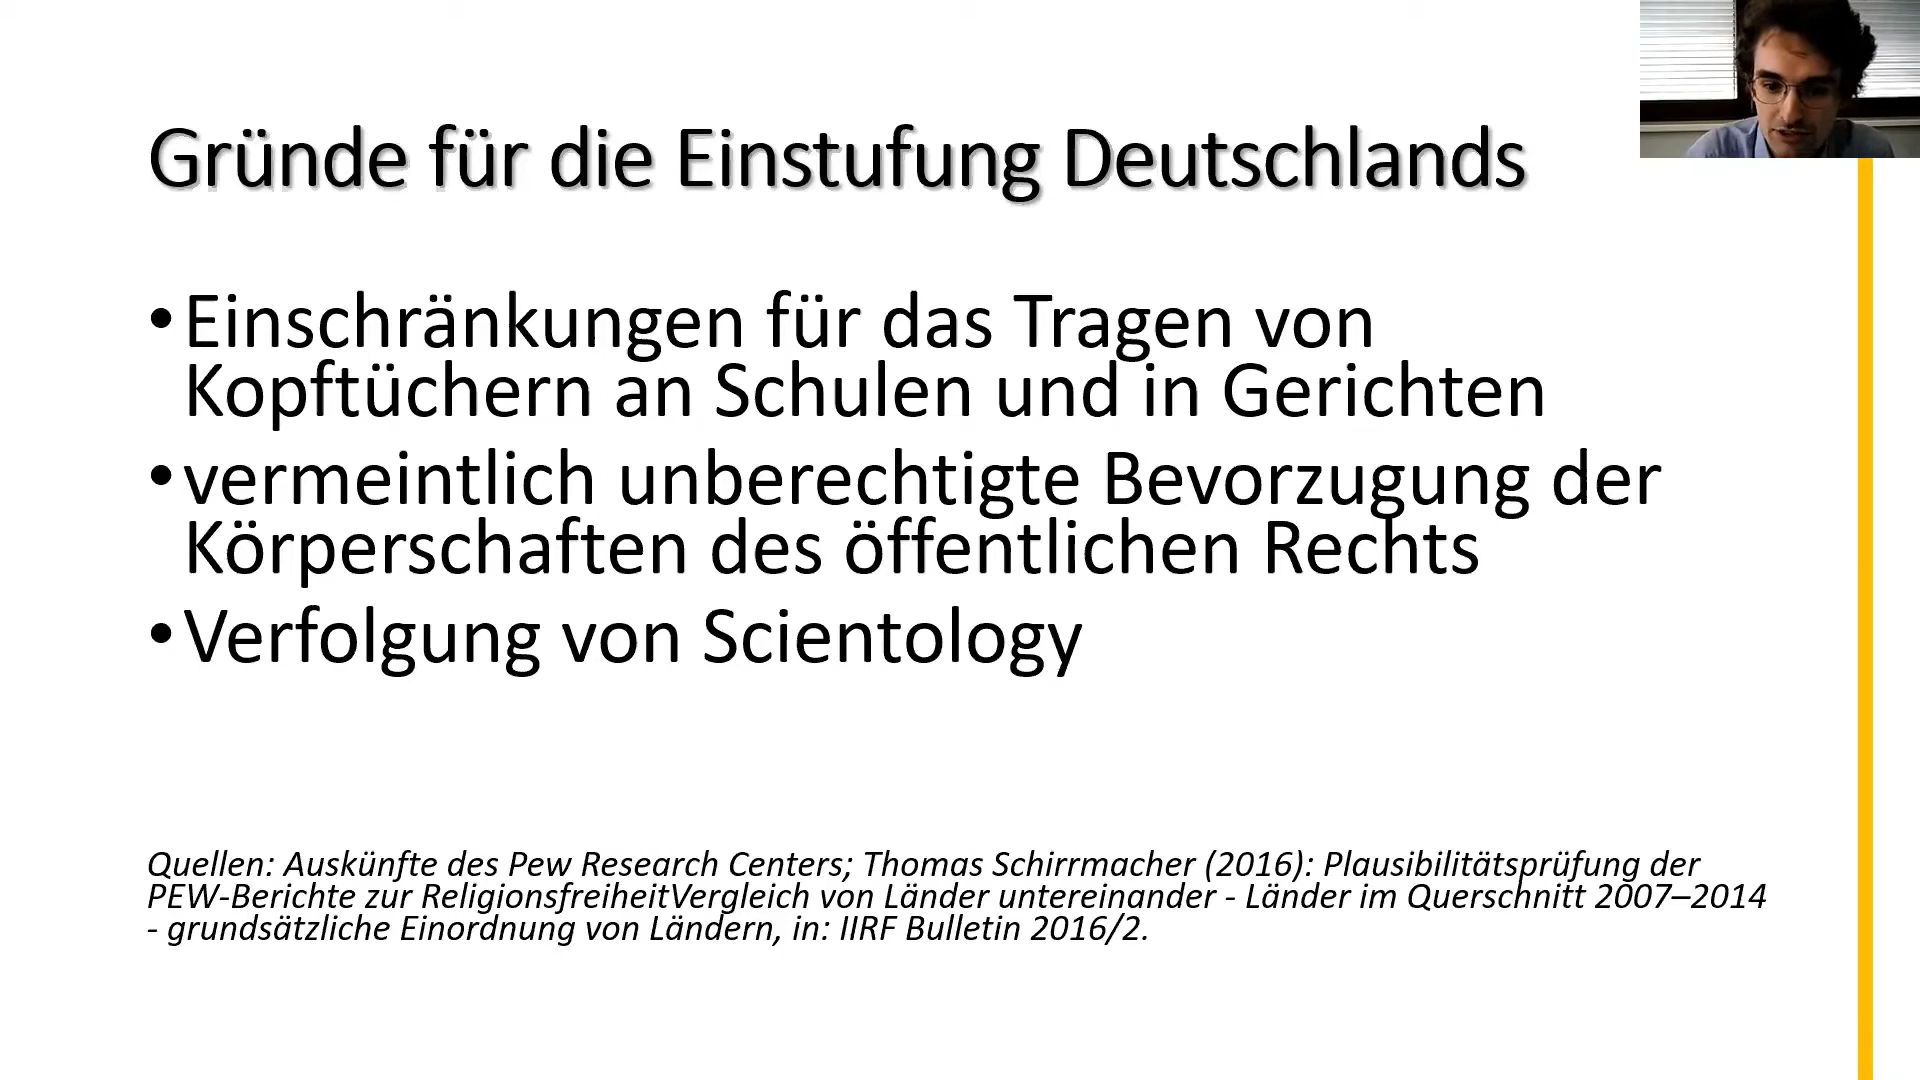 Gründe für die Einstufung Deutschlands
•Einschränkungen für das Tragen von
Kopftüchern an Schulen und in Gerichten
•vermeintlich unberechtigte Bevorzugung der
Körperschaften des öffentlichen Rechts
•Verfolgung von Scientology
Quellen: Auskünfte des Pew Research Centers; Thomas Schirrmacher (2016): Plausibilitätsprüfung der
PEW-Berichte zur ReligionsfreiheitVergleich von Länder untereinander - Länder im Querschnitt 2007–2014
- grundsätzliche Einordnung von Ländern, in: IIRF Bulletin 2016/2.